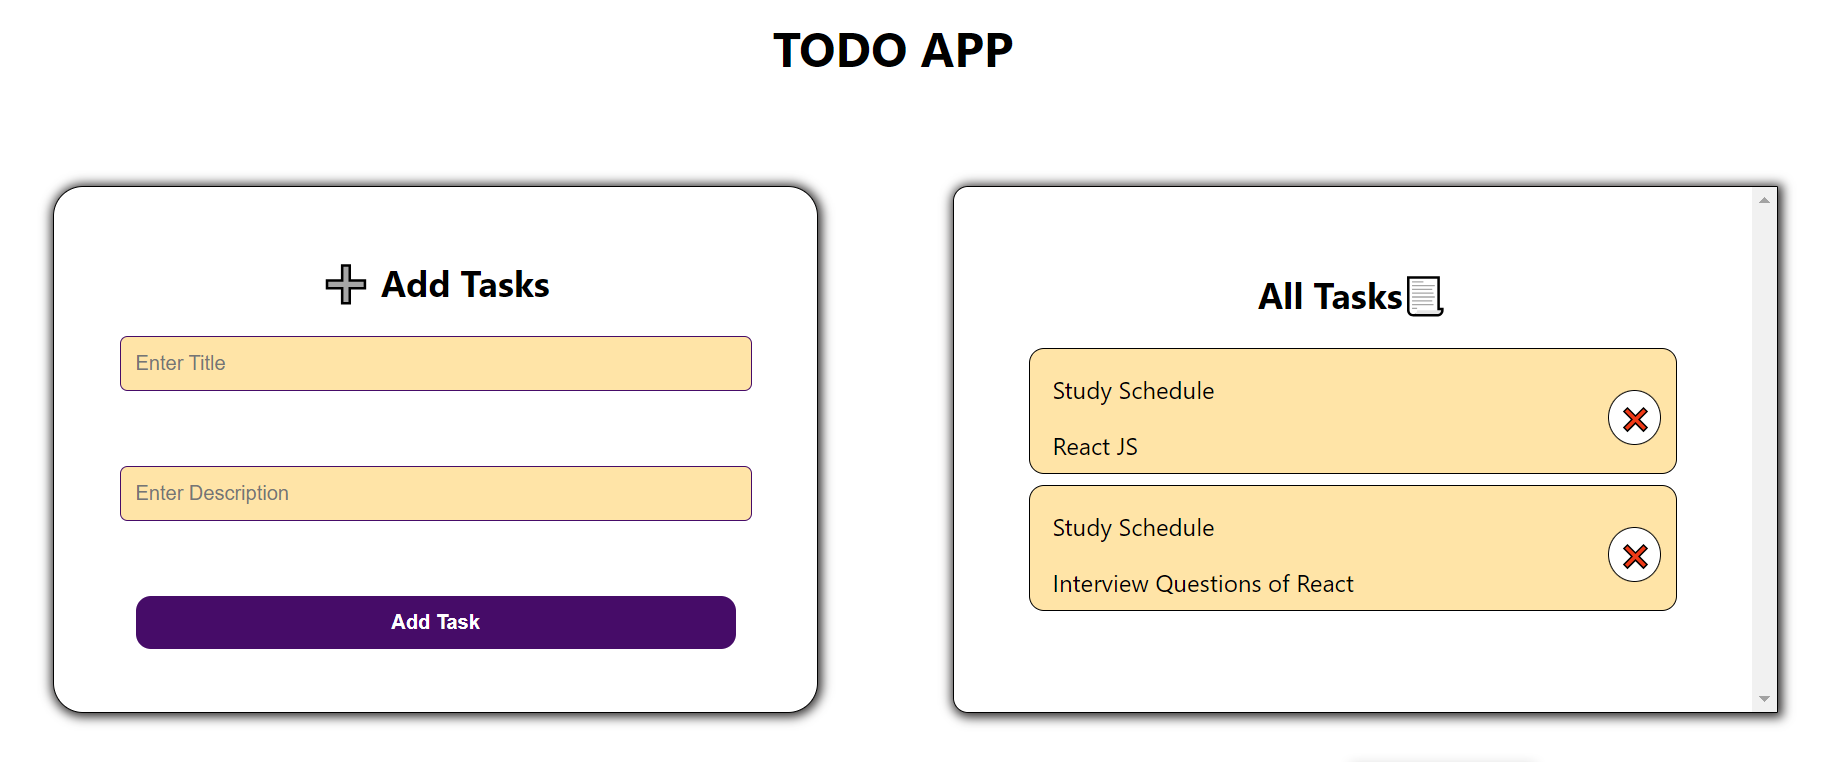 TODO APP
Add Tasks
Enter Title
Enter Description
Add Task
All Tasks
Study Schedule
React JS
Study Schedule
Interview Questions of React